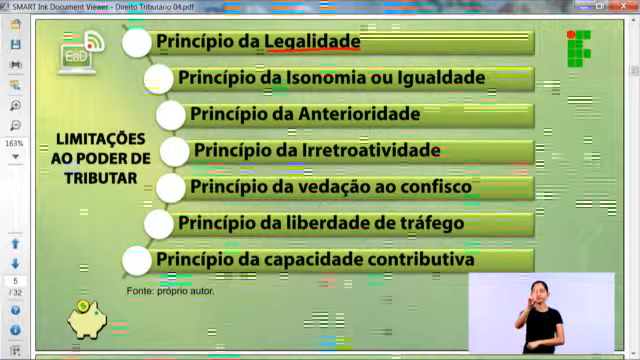 SMART Ink Document Viewer - Direito Tributário 04.pdf
EaD
Princípio da Legalidade
Princípio da Isonomia ou Igualdade
Princípio da Anterioridade
LIMITAÇÕES
AO PODER DE
TRIBUTAR
Princípio da Irretroatividade
Princípio da vedação ao confisco
Princípio da liberdade de tráfego
Princípio da capacidade contributiva
Fonte: próprio autor.
163%
5
/ 32